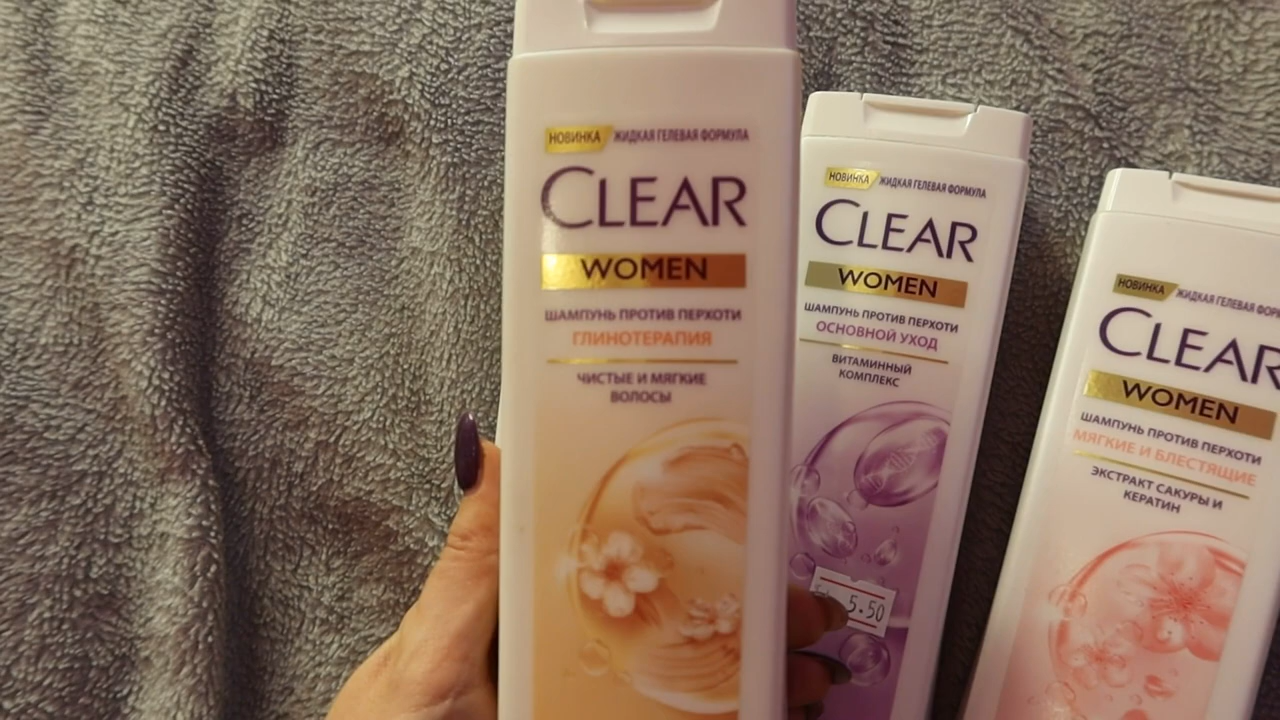 НОВИНКА ЖИДКАЯ ГЕЛЕВАЯ ФОРМУЛА
CLEAR
WOMEN
ШАМПУНЬ ПРОТИВ ПЕРХОТИ
ГЛИНОТЕРАПИЯ
ЧИСТЫЕ И МЯГКИЕ
ВОЛОСЫ
НОВИНКА ЖИДКАЯ ГЕЛЕВАЯ ФОРМУЛА
CLEAR
WOMEN
ШАМПУНЬ ПРОТИВ ПЕРХОТИ
ОСНОВНОЙ УХОД
ВИТАМИННЫЙ
КОМПЛЕКС
5.50
НОВИНКА ЖИДКАЯ ГЕЛЕВАЯ ФОР
CLEAR
WOMEN
ШАМПУНЬ ПРОТИВ ПЕРХОТИ
МЯГКИЕ И БЛЕСТЯЩИЕ
ЭКСТРАКТ САКУРЫ И
КЕРАТИН